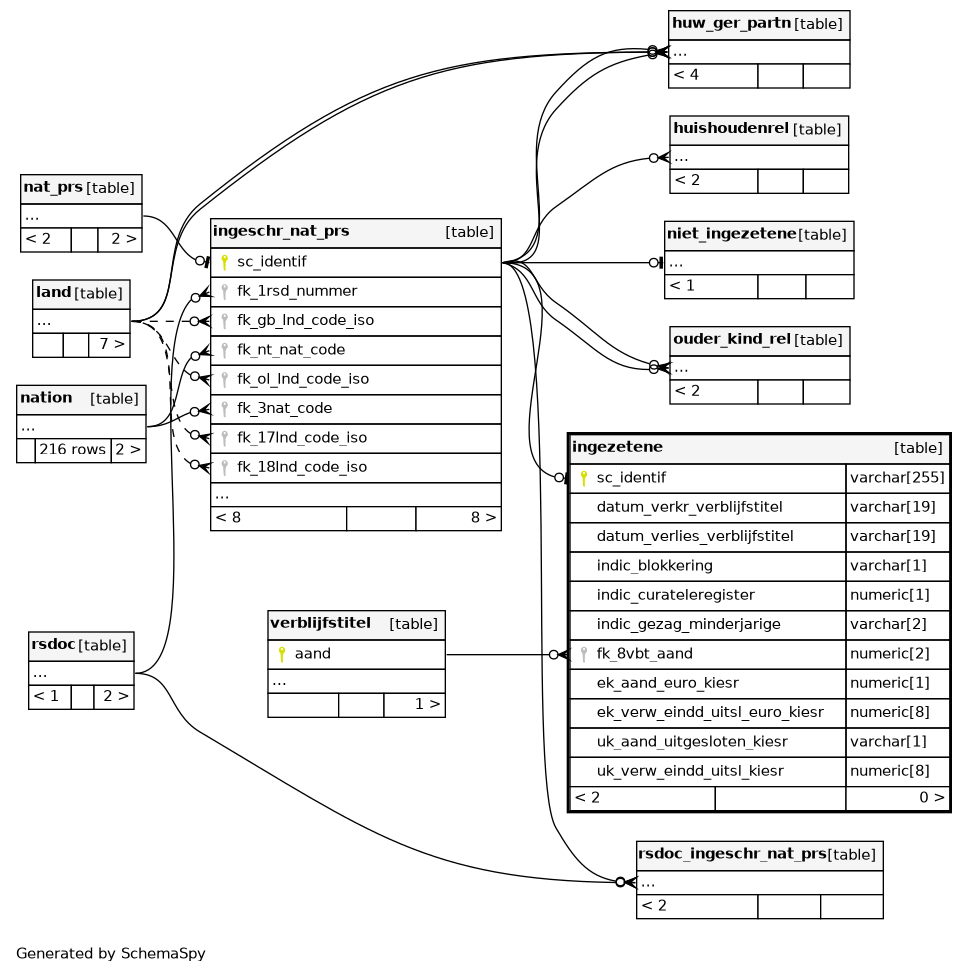 huw_ger_partn [table]
...
< 4
huishoudenrel [table]
...
< 2
nat_prs [table]
...
< 2 2 >
ingeschr_nat_prs [table]
sc_identif
fk_1rsd_nummer
fk_gb_lnd_code_iso
fk_nt_nat_code
fk_ol_lnd_code_iso
fk_3nat_code
fk_17lnd_code_iso
fk_18lnd_code_iso
...
< 8 8 >
niet_ingezetene [table]
...
< 1
land [table]
...
7 >
ouder_kind_rel [table]
...
< 2
nation [table]
...
216 rows 2 >
ingezetene [table]
sc_identif varchar[255]
datum_verkr_verblijfstitel varchar[19]
datum_verlies_verblijfstitel varchar[19]
indic_blokkering varchar[1]
indic_curateleregister numeric[1]
indic_gezag_minderjarige varchar[2]
fk_8vbt_aand numeric[2]
ek_aand_euro_kiesr numeric[1]
ek_verw_eindd_uitsl_euro_kiesr numeric[8]
uk_aand_uitgesloten_kiesr varchar[1]
uk_verw_eindd_uitsl_kiesr numeric[8]
< 2 0 >
verblijfstitel [table]
aand
...
1 >
rsdoc [table]
...
< 1 2 >
rsdoc_ingeschr_nat_prs [table]
...
< 2
Generated by SchemaSpy